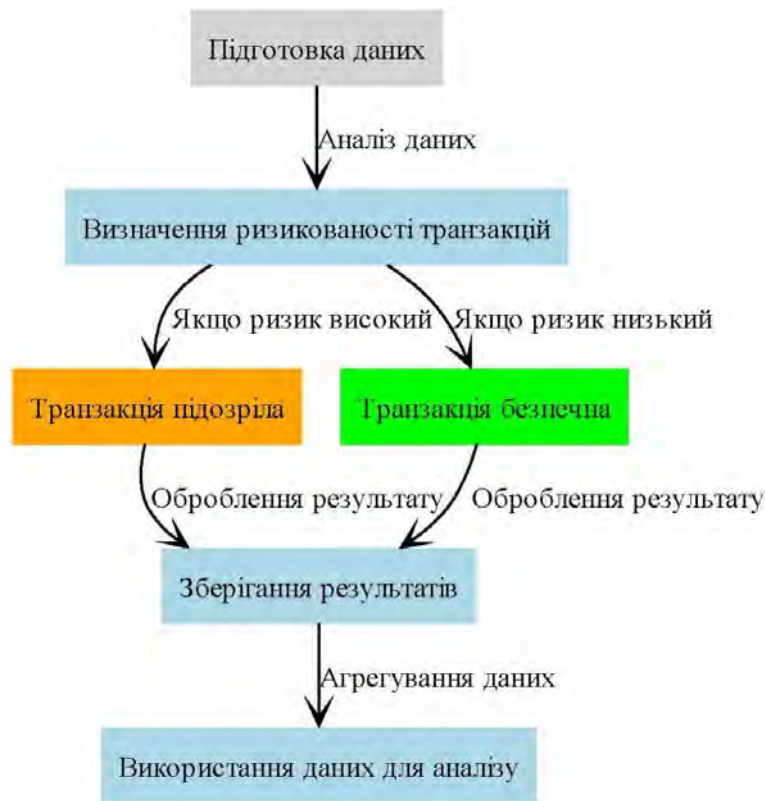 Підготовка даних
Аналіз даних
Визначення ризикованості транзакцій
Якщо ризик високий
Якщо ризик низький
Транзакція підозріла
Транзакція безпечна
Оброблення результату
Оброблення результату
Зберігання результатів
Агрегування даних
Використання даних для аналізу